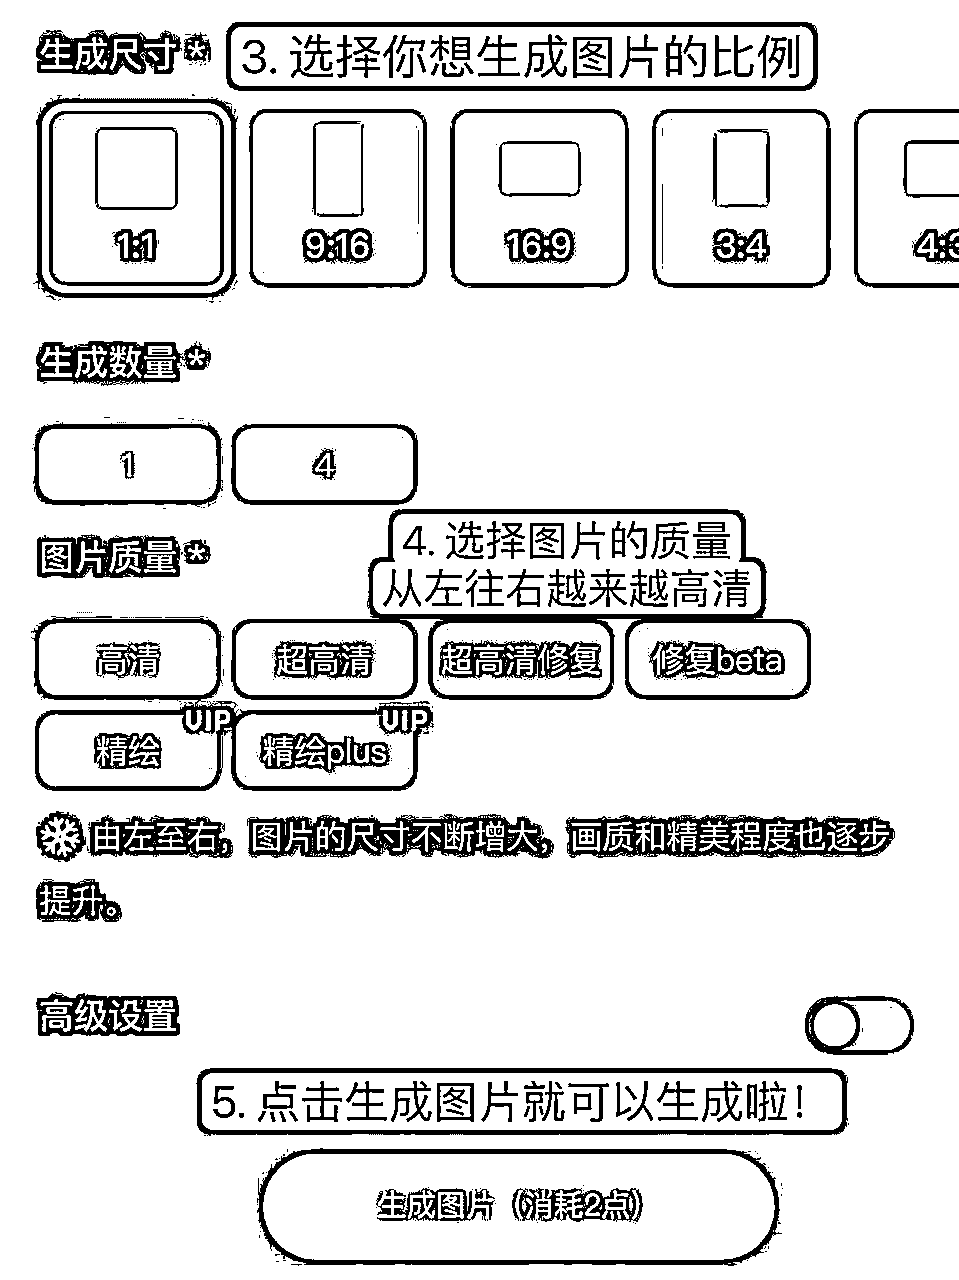 生成尺寸 * 3. 选择你想生成图片的比例
1:1 9:16 16:9 3:4 4:3
生成数量 *
1 4
图片质量 * 4. 选择图片的质量
从左往右越来越高清
高清 超高清 超高清修复 修复beta
VIP VIP
精绘 精绘plus
由左至右，图片的尺寸不断增大，画质和精美程度也逐步
提升。
高级设置
5. 点击生成图片就可以生成啦！
生成图片（消耗2点）